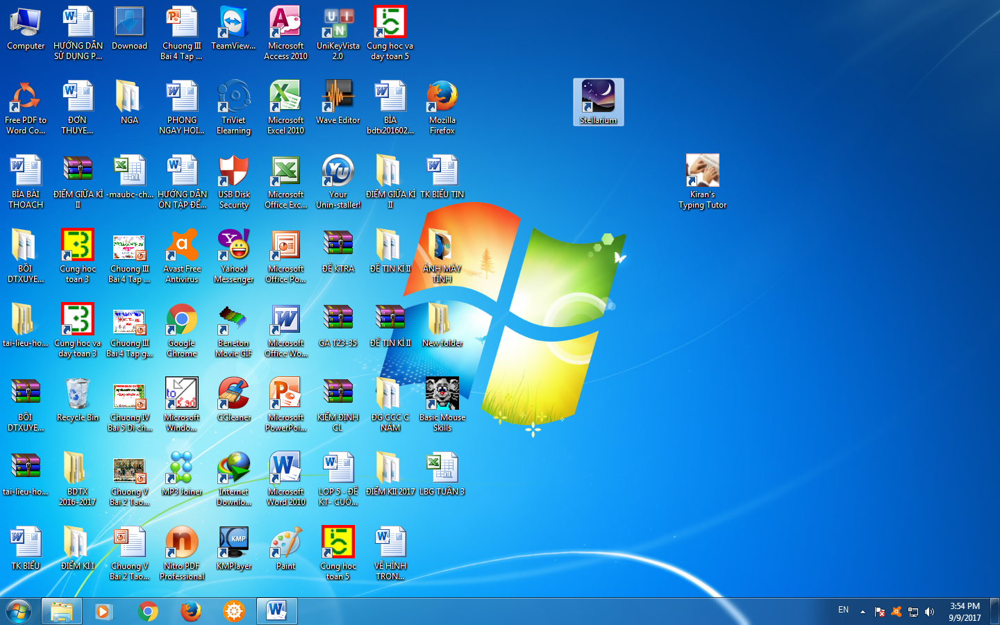 Computer
HƯỚNG DẪN
SỬ DỤNG P...
Downoad
Chuong III
Bai 4 Tap ...
TeamView...
Microsoft
Access 2010
UniKeyVista
2.0
Cung hoc va
day toan 5
Free PDF to
Word Co...
ĐƠN
THUYE...
NGA
PHONG
NGAY HOI...
TriViet
Elearning
Microsoft
Excel 2010
Wave Editor
BÌA
bdtx201602...
Mozilla
Firefox
Stellarium
BÌA BÀI
THOACH
ĐIỂM GIỮA KÌ
II
-maubc-ch...
HƯỚNG DẪN
ÔN TẬP ĐỂ...
USB Disk
Security
Microsoft
Office Exc...
Your
Unin-staller!
ĐIỂM GIỮA KÌ
II
TK BIỂU TIN
Kiran's
Typing Tutor
BỒI
DTXUYE...
Cung hoc
toan 3
Chuong III
Bai 4 Tap ...
Avast Free
Antivirus
Yahoo!
Messenger
Microsoft
Office Po...
ĐỀ KTRA
ĐỀ TIN KÌ II
ẢNH MÁY
TÍNH
tai-lieu-ho...
Cung hoc va
day toan 3
Chuong III
Bai 4 Tap g...
Google
Chrome
Beneton
Movie GIF
Microsoft
Office Wo...
GA T23-35
ĐỀ TIN KÌ II
New folder
BỒI
DTXUYE...
Recycle Bin
Chuong IV
Bai 5 Di ch...
Microsoft
Windo...
CCleaner
Microsoft
PowerPoi...
KIỂM ĐỊNH
CL
ĐG CCC C
NĂM
Basic Mouse
Skills
tai-lieu-ho...
BDTX
2016-2017
Chuong V
Bai 2 Tao...
MP3 Joiner
Internet
Downlo...
Microsoft
Word 2010
LOP 5 - ĐỀ
KT- CUỐ...
ĐIỂM KII 2017
LBG TUẦN 3
TK BIỂU
ĐIỂM KÌ I
Chuong V
Bai 2 Tao...
Nitro PDF
Professional
KMPlayer
Paint
Cung hoc
toan 5
VẼ HÌNH
TRON...
EN
3:54 PM
9/9/2017